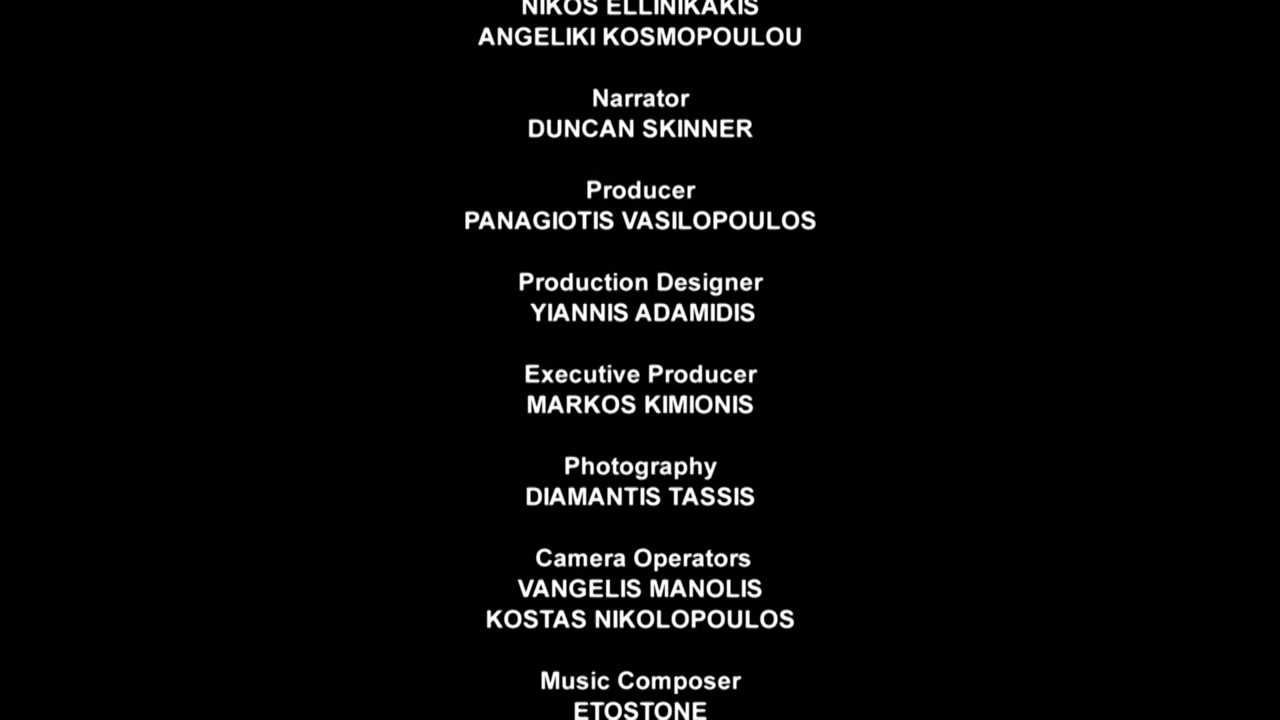 NIKOS ELLINIKAKIS
ANGELIKI KOSMOPOULOU
Narrator
DUNCAN SKINNER
Producer
PANAGIOTIS VASILOPOULOS
Production Designer
YIANNIS ADAMIDIS
Executive Producer
MARKOS KIMIONIS
Photography
DIAMANTIS TASSIS
Camera Operators
VANGELIS MANOLIS
KOSTAS NIKOLOPOULOS
Music Composer
ETOSTONE